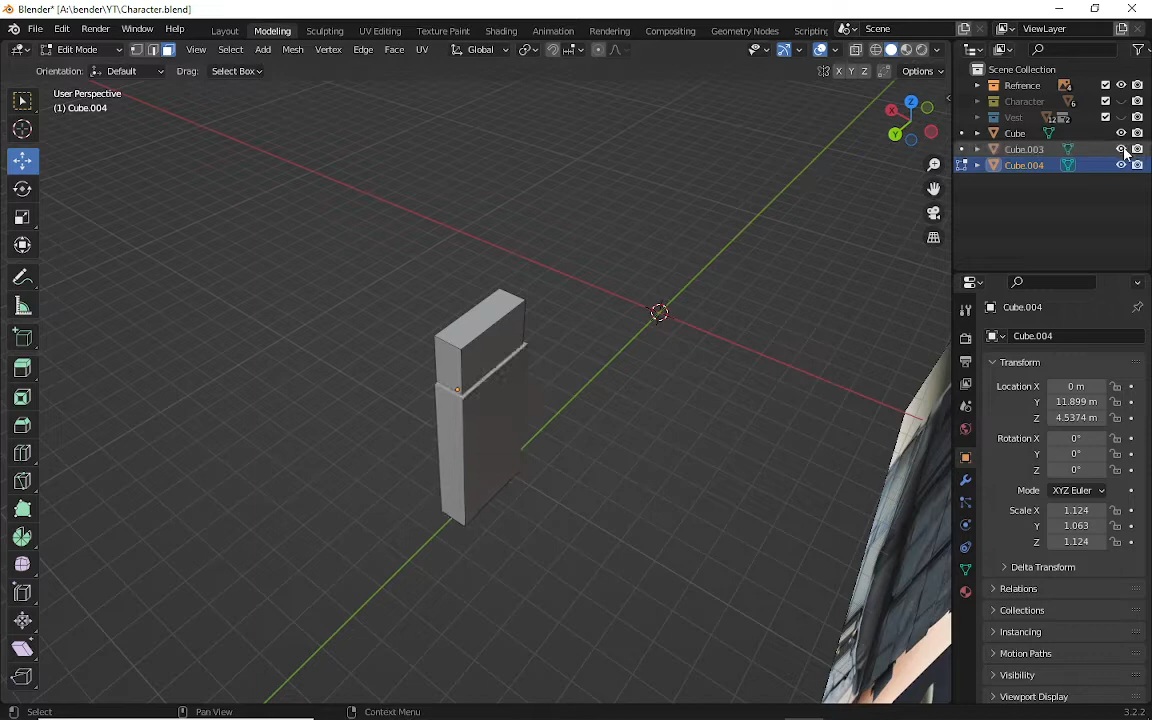 Blender* [A:\bender\YT\Character.blend]
File Edit Render Window Help Layout Modeling Sculpting UV Editing Texture Paint Shading Animation Rendering Compositing Geometry Nodes Scripting Scene ViewLayer
Edit Mode View Select Add Mesh Vertex Edge Face UV Global
Orientation: Default Drag: Select Box X Y Z Options
User Perspective
(1) Cube.004
X
Y
Z
Scene Collection
Refrence 4
Character 6
Vest 12 2
Cube
Cube.003
Cube.004
Cube.004
Cube.004
Transform
Location X 0 m
Y 11.899 m
Z 4.5374 m
Rotation X 0°
Y 0°
Z 0°
Mode XYZ Euler
Scale X 1.124
Y 1.063
Z 1.124
Delta Transform
Relations
Collections
Instancing
Motion Paths
Visibility
Viewport Display
Select Pan View Context Menu 3.2.2